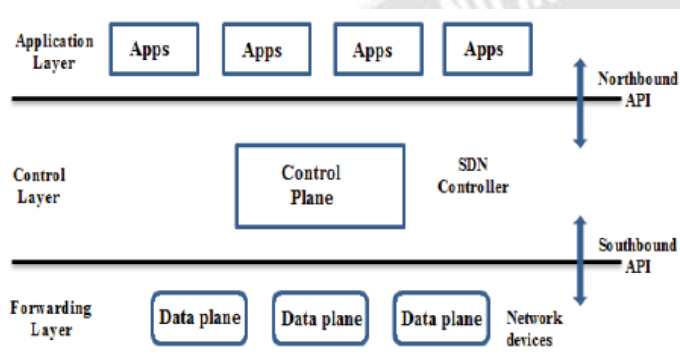 Application
Layer
Apps
Apps
Apps
Apps
Northbound
API
Control
Layer
Control
Plane
SDN
Controller
Southbound
API
Forwarding
Layer
Data plane
Data plane
Data plane
Network
devices